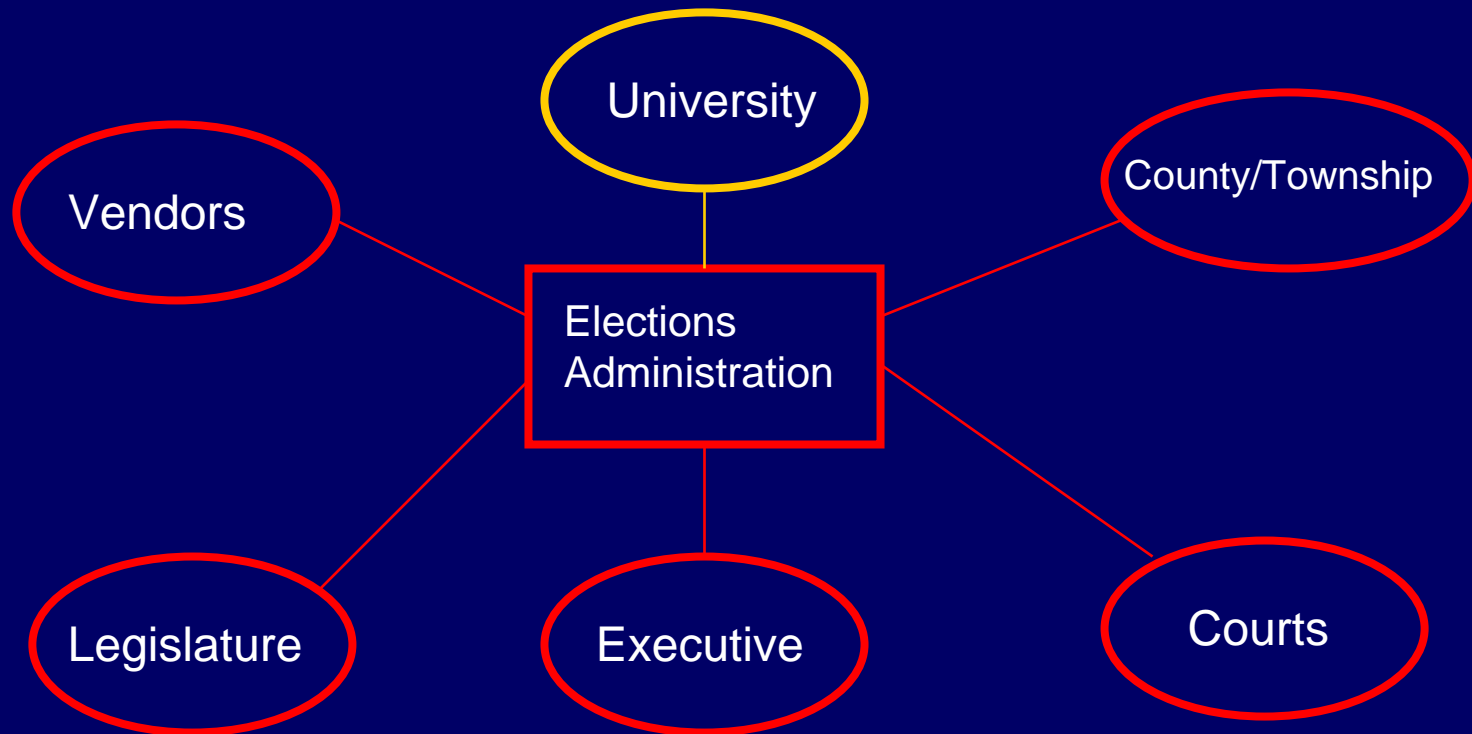 University
County/Township
Vendors
Elections
Administration
Legislature
Executive
Courts